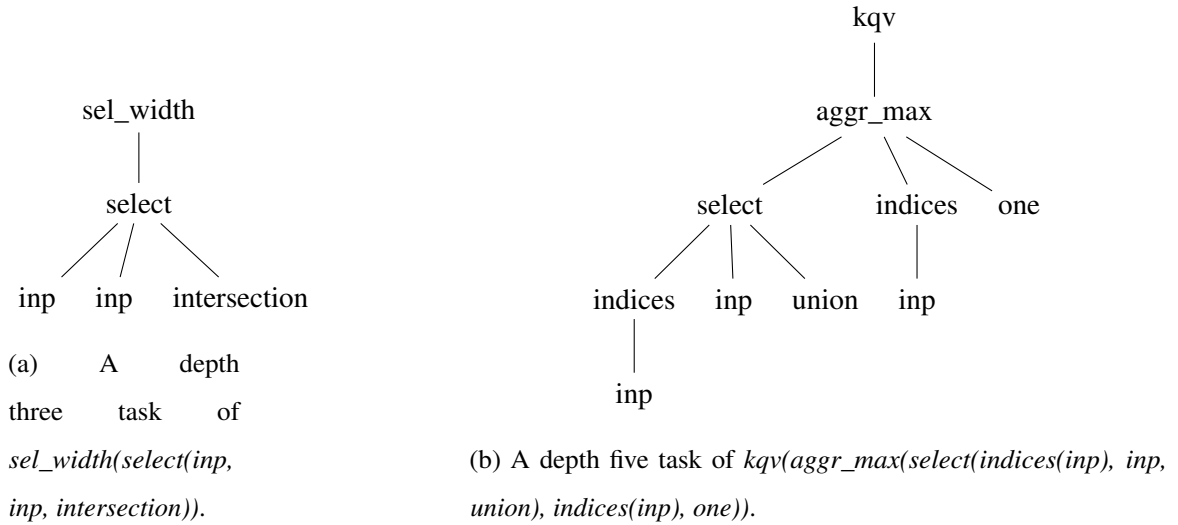 sel_width
select
inp inp intersection
(a) A depth
three task of
sel_width(select(inp,
inp, intersection)).
kqv
aggr_max
select indices one
indices inp union inp
inp
(b) A depth five task of kqv(aggr_max(select(indices(inp), inp,
union), indices(inp), one)).